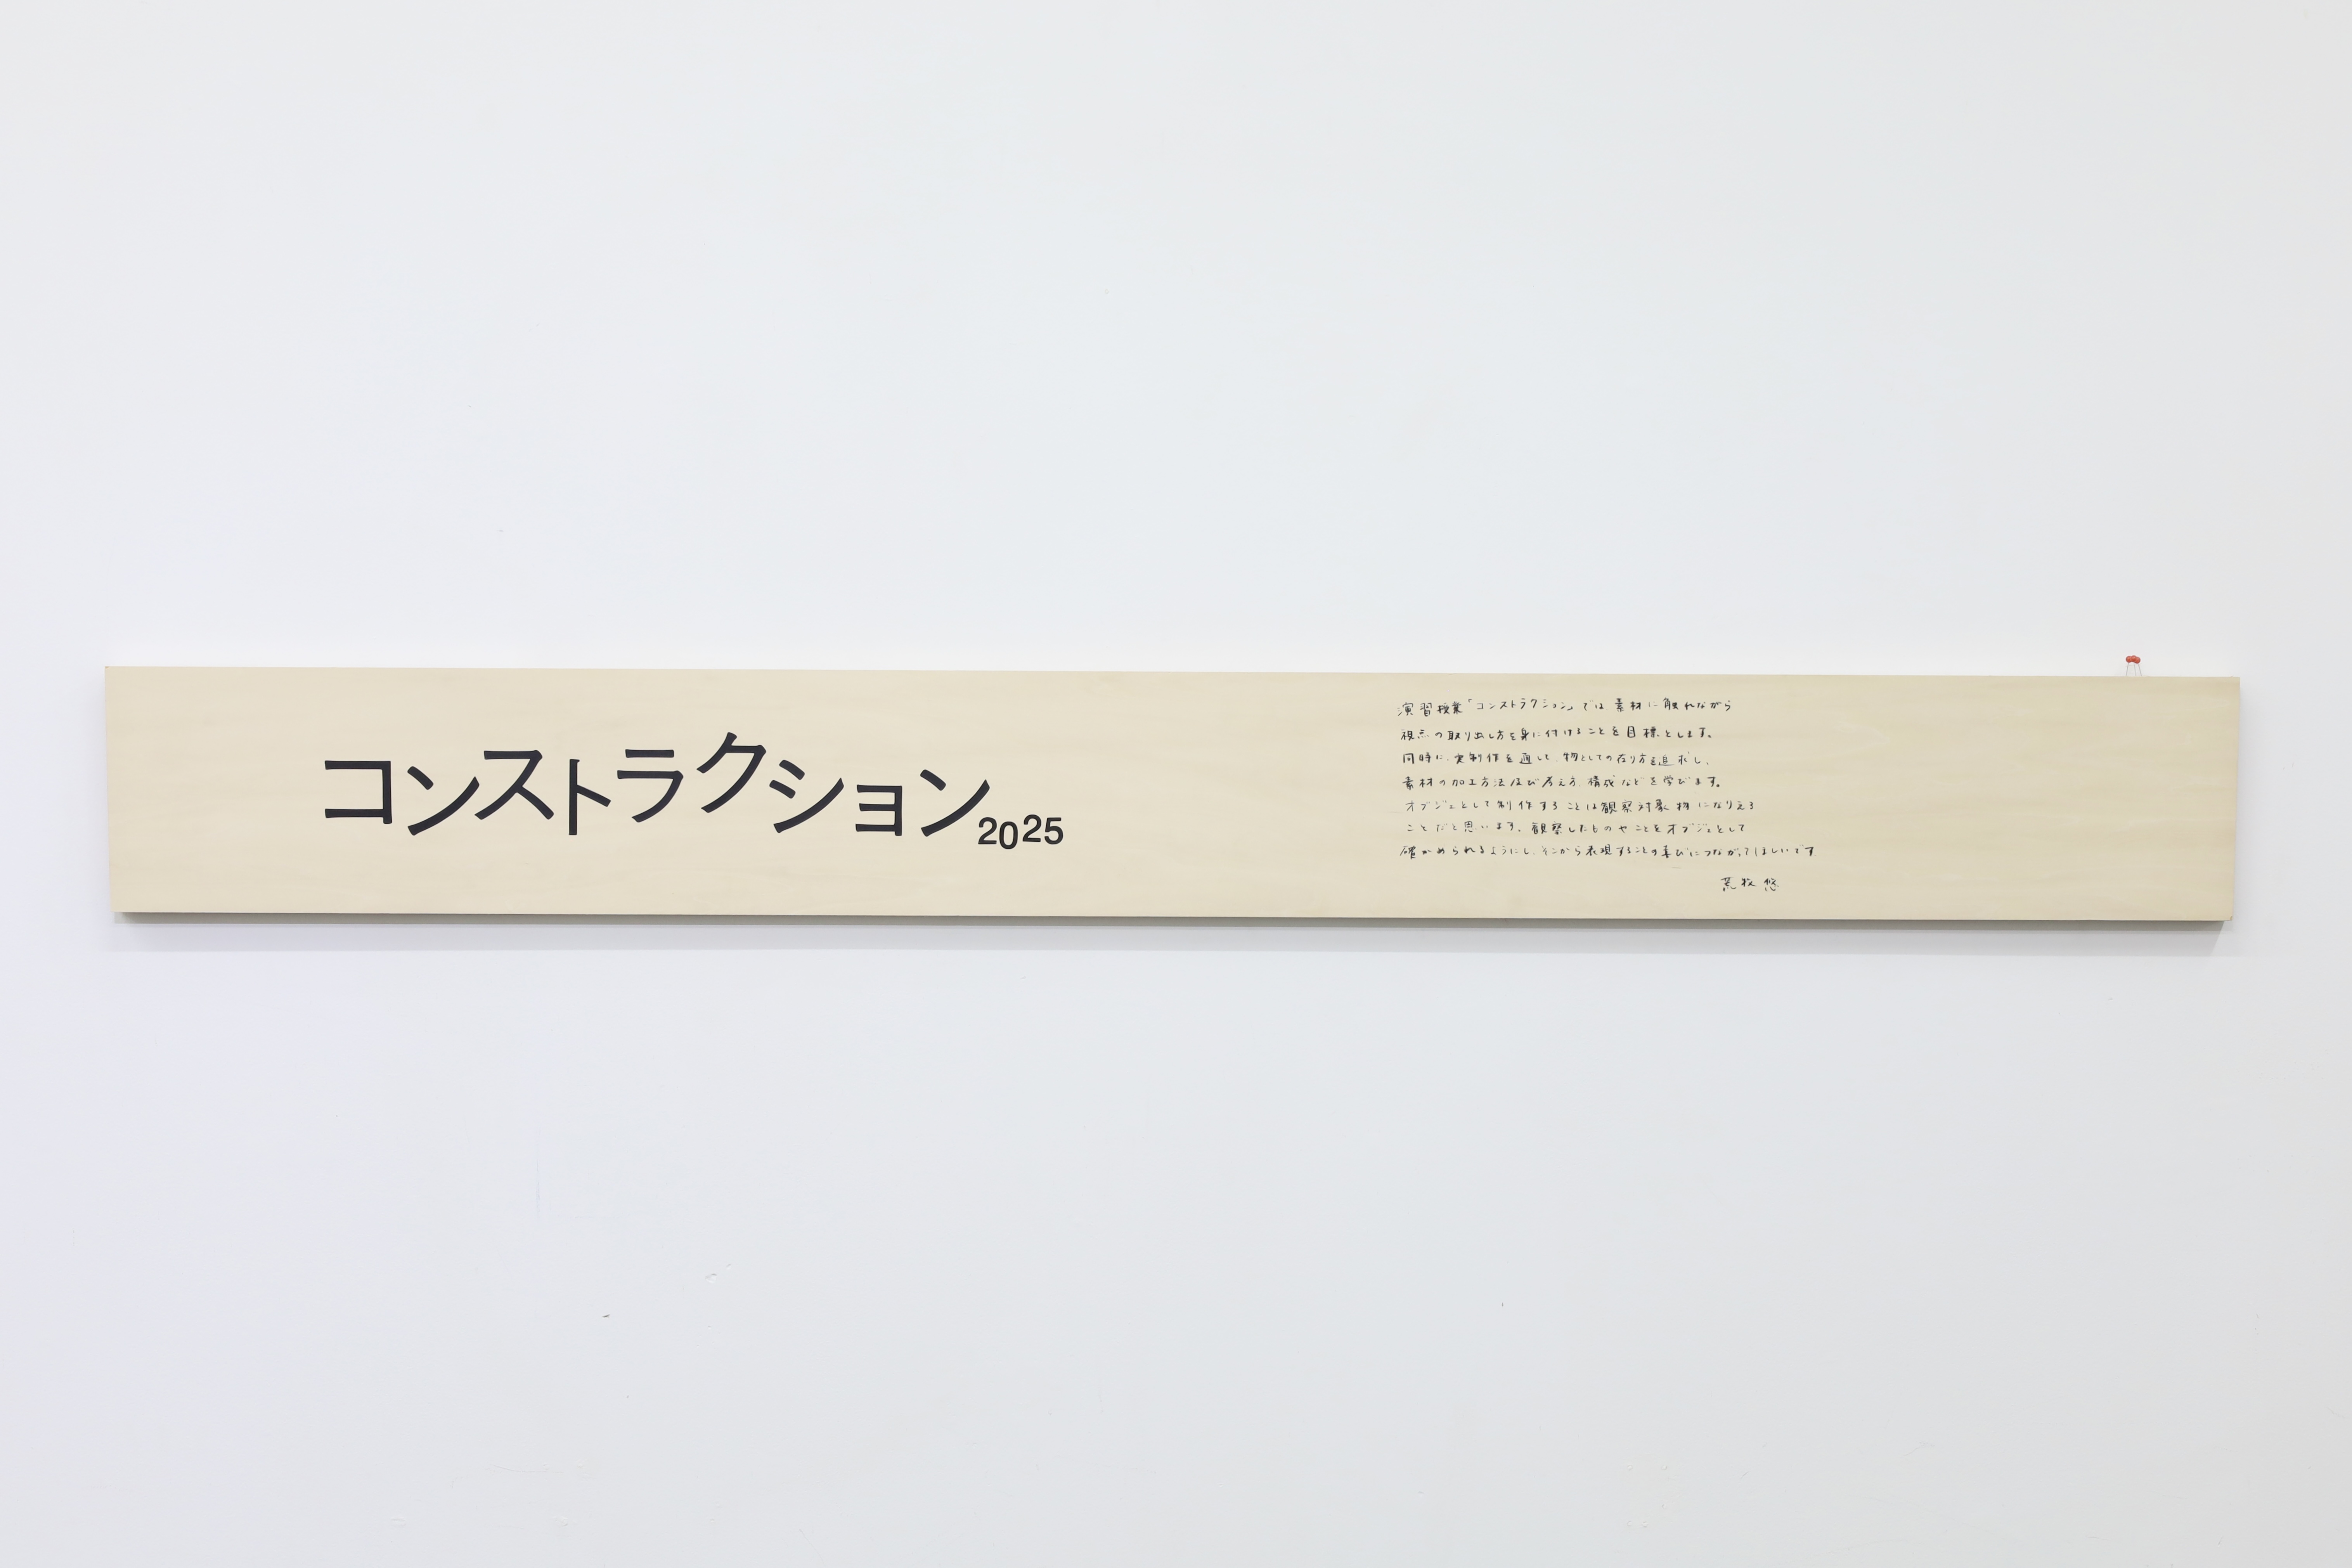 コンストラクション2025
演習授業「コンストラクション」では素材に触れながら
視点の取り出し方を身に付けることを目標とします。
同時に、実制作を通して、物としての在り方を追求し、
素材の加工方法及び考え方、構成などを学びます。
オブジェとして制作することは観察対象物になりえる
ことだと思います。観察したものやことをオブジェとして
確かめられるようにし、そこから表現することの喜びにつながってほしいです
荒牧 悠